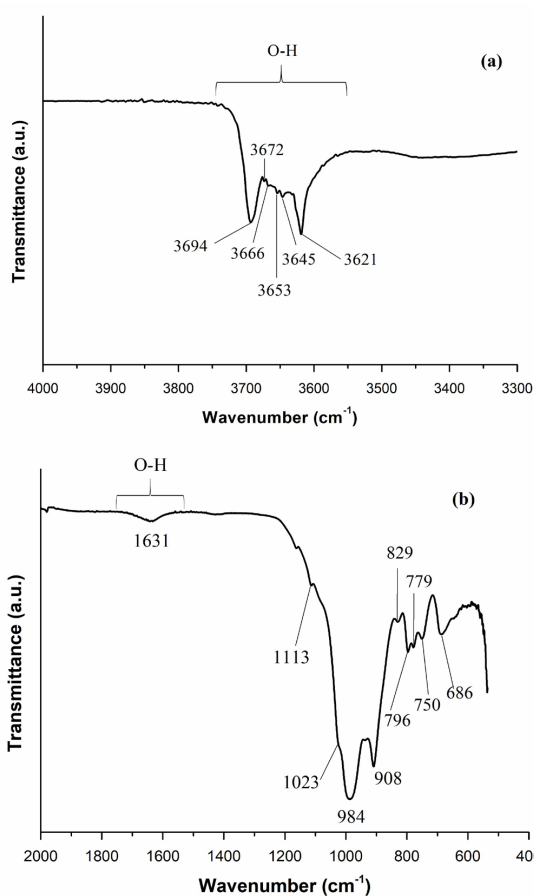 O-H
(a)
3672
3694
3666
3645
3621
3653
Transmittance (a.u.)
4000 3900 3800 3700 3600 3500 3400 3300
Wavenumber (cm⁻¹)
O-H
(b)
1631
829
779
1113
796
750
686
1023
908
984
Transmittance (a.u.)
2000 1800 1600 1400 1200 1000 800 600 40
Wavenumber (cm⁻¹)